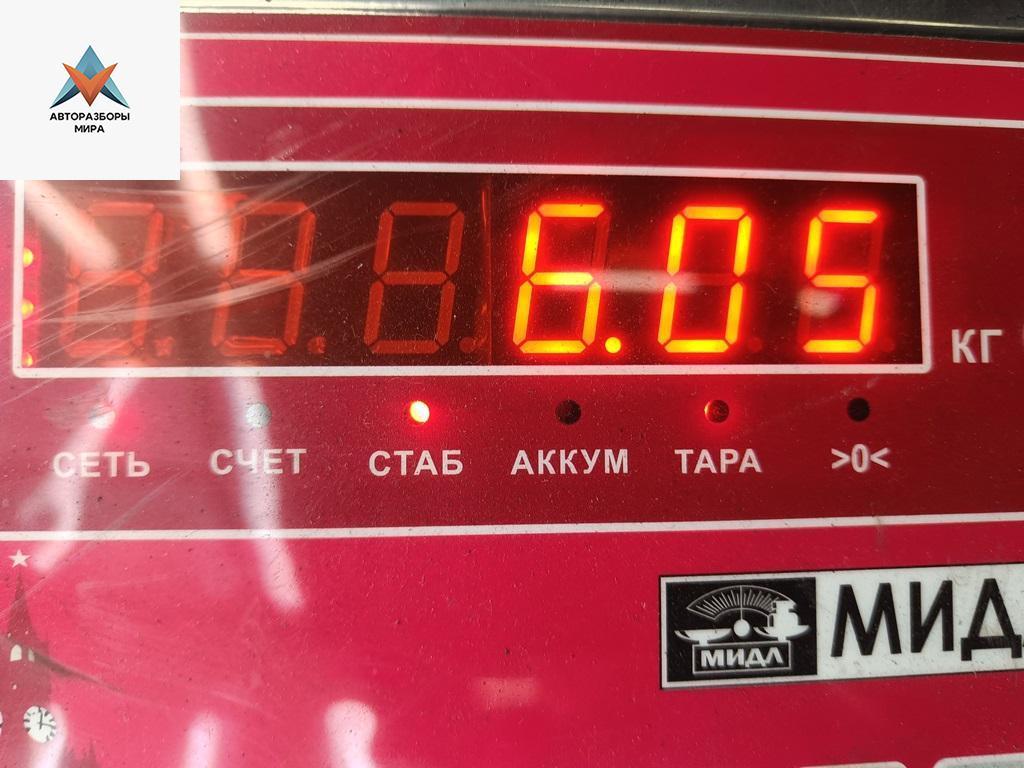 АВТОРАЗБОРЫ
МИРА
6.05
КГ
СЕТЬ СЧЕТ СТАБ АККУМ ТАРА >0<
МИДЛ
МИД